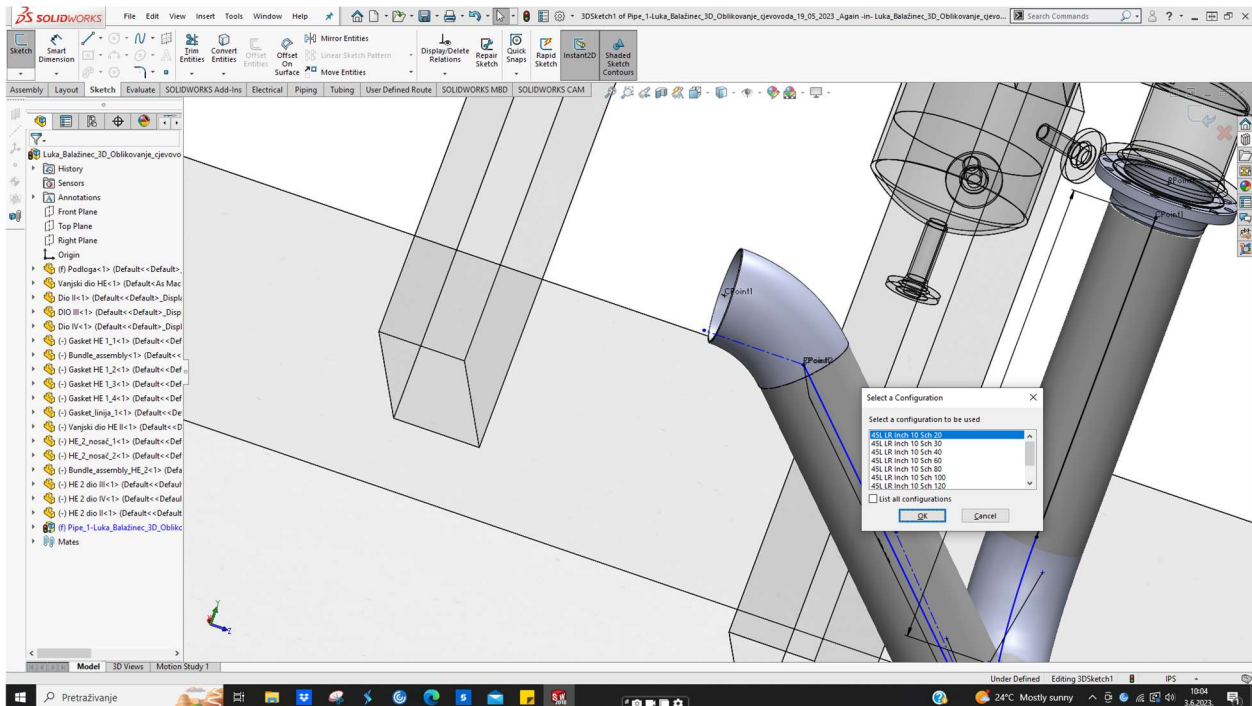 SOLIDWORKS File Edit View Insert Tools Window Help 3DSketch1 of Pipe_1-Luka_Balažinec_3D_Oblikovanje_cjevovoda_19_05_2023 _Again -in- Luka_Balažinec_3D_Oblikovanje_cjevo... Search Commands
Sketch
Smart Dimension
Trim Entities
Convert Entities
Offset Entities
Offset On Surface
Mirror Entities
Linear Sketch Pattern
Move Entities
Display/Delete Relations
Repair Sketch
Quick Snaps
Rapid Sketch
Instant2D
Shaded Sketch Contours
Assembly Layout Sketch Evaluate SOLIDWORKS Add-Ins Electrical Piping Tubing User Defined Route SOLIDWORKS MBD SOLIDWORKS CAM
Luka_Balažinec_3D_Oblikovanje_cjevovo
History
Sensors
Annotations
Front Plane
Top Plane
Right Plane
Origin
(f) Podloga<1> (Default<<Default>_
Vanjski dio HE<1> (Default<As Mac
Dio II<1> (Default<<Default>_Displa
DIO III<1> (Default<<Default>_Disp
Dio IV<1> (Default<<Default>_Displ
(-) Gasket HE 1_1<1> (Default<<Def
(-) Bundle_assembly<1> (Default<<
(-) Gasket HE 1_2<1> (Default<<Def
(-) Gasket HE 1_3<1> (Default<<Def
(-) Gasket HE 1_4<1> (Default<<Def
(-) Gasket_linija_1<1> (Default<<De
(-) Vanjski dio HE II<1> (Default<<D
(-) HE_2_nosač_1<1> (Default<<Def
(-) HE_2_nosač_2<1> (Default<<Def
(-) Bundle_assembly_HE_2<1> (Defa
(-) HE 2 dio III<1> (Default<<Default
(-) HE 2 dio IV<1> (Default<<Default
(-) HE 2 dio II<1> (Default<<Default
(f) Pipe_1-Luka_Balažinec_3D_Obliko
Mates
CPoint1
CPoint1
Select a Configuration
Select a configuration to be used
45L LR Inch 10 Sch 20
45L LR Inch 10 Sch 30
45L LR Inch 10 Sch 40
45L LR Inch 10 Sch 60
45L LR Inch 10 Sch 80
45L LR Inch 10 Sch 100
45L LR Inch 10 Sch 120
List all configurations
OK Cancel
Y
Z
Model 3D Views Motion Study 1
Under Defined Editing 3DSketch1 IPS
Pretraživanje
24°C Mostly sunny
10:04
3.6.2023.